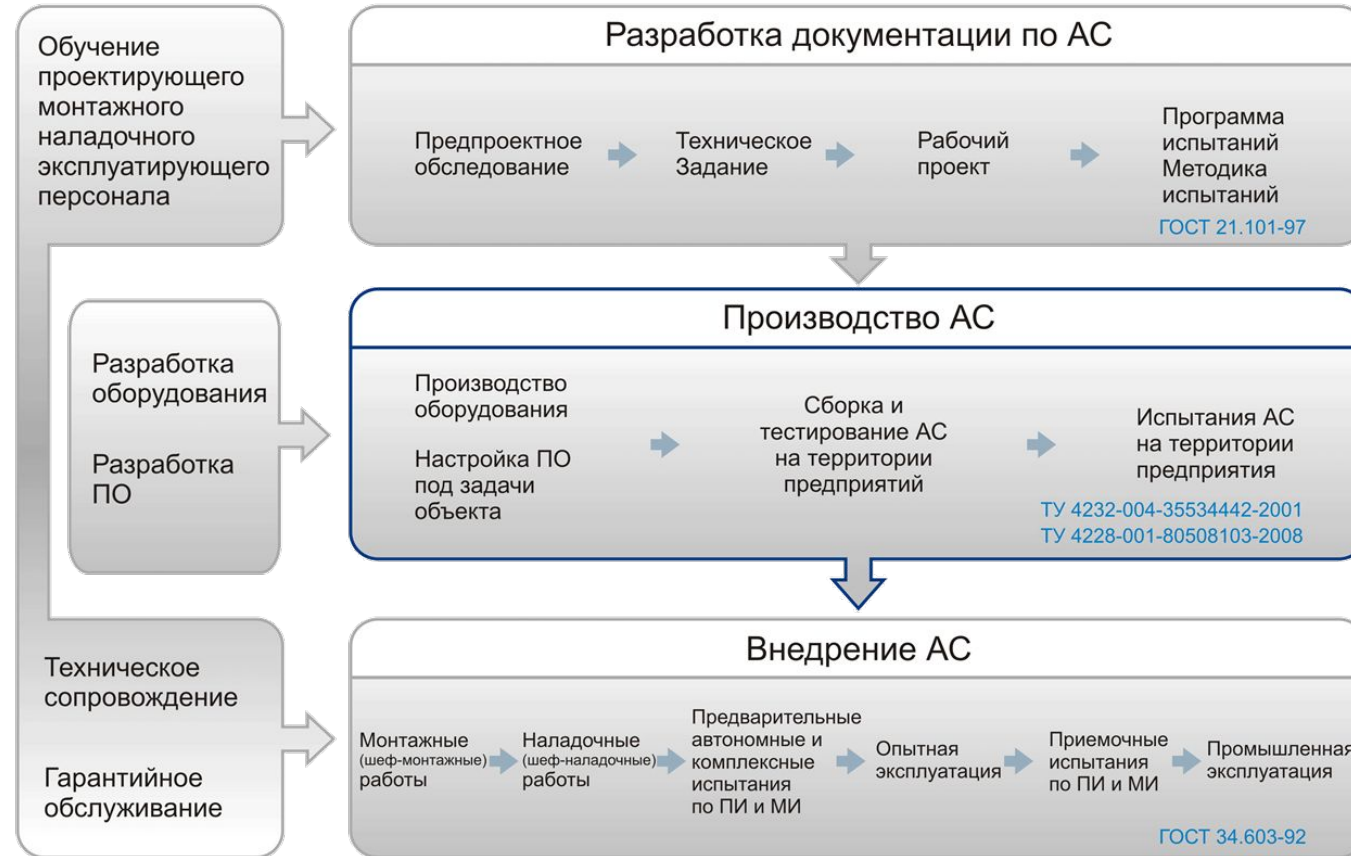 Обучение
проектирующего
монтажного
наладочного
эксплуатирующего
персонала
Разработка документации по АС
Предпроектное
обследование
Техническое
Задание
Рабочий
проект
Программа
испытаний
Методика
испытаний
ГОСТ 21.101-97
Разработка
оборудования
Разработка
ПО
Производство АС
Производство
оборудования
Настройка ПО
под задачи
объекта
Сборка и
тестирование АС
на территории
предприятий
Испытания АС
на территории
предприятия
ТУ 4232-004-35534442-2001
ТУ 4228-001-80508103-2008
Техническое
сопровождение
Гарантийное
обслуживание
Внедрение АС
Монтажные
(шеф-монтажные)
работы
Наладочные
(шеф-наладочные)
работы
Предварительные
автономные и
комплексные
испытания
по ПИ и МИ
Опытная
эксплуатация
Приемочные
испытания
по ПИ и МИ
Промышленная
эксплуатация
ГОСТ 34.603-92